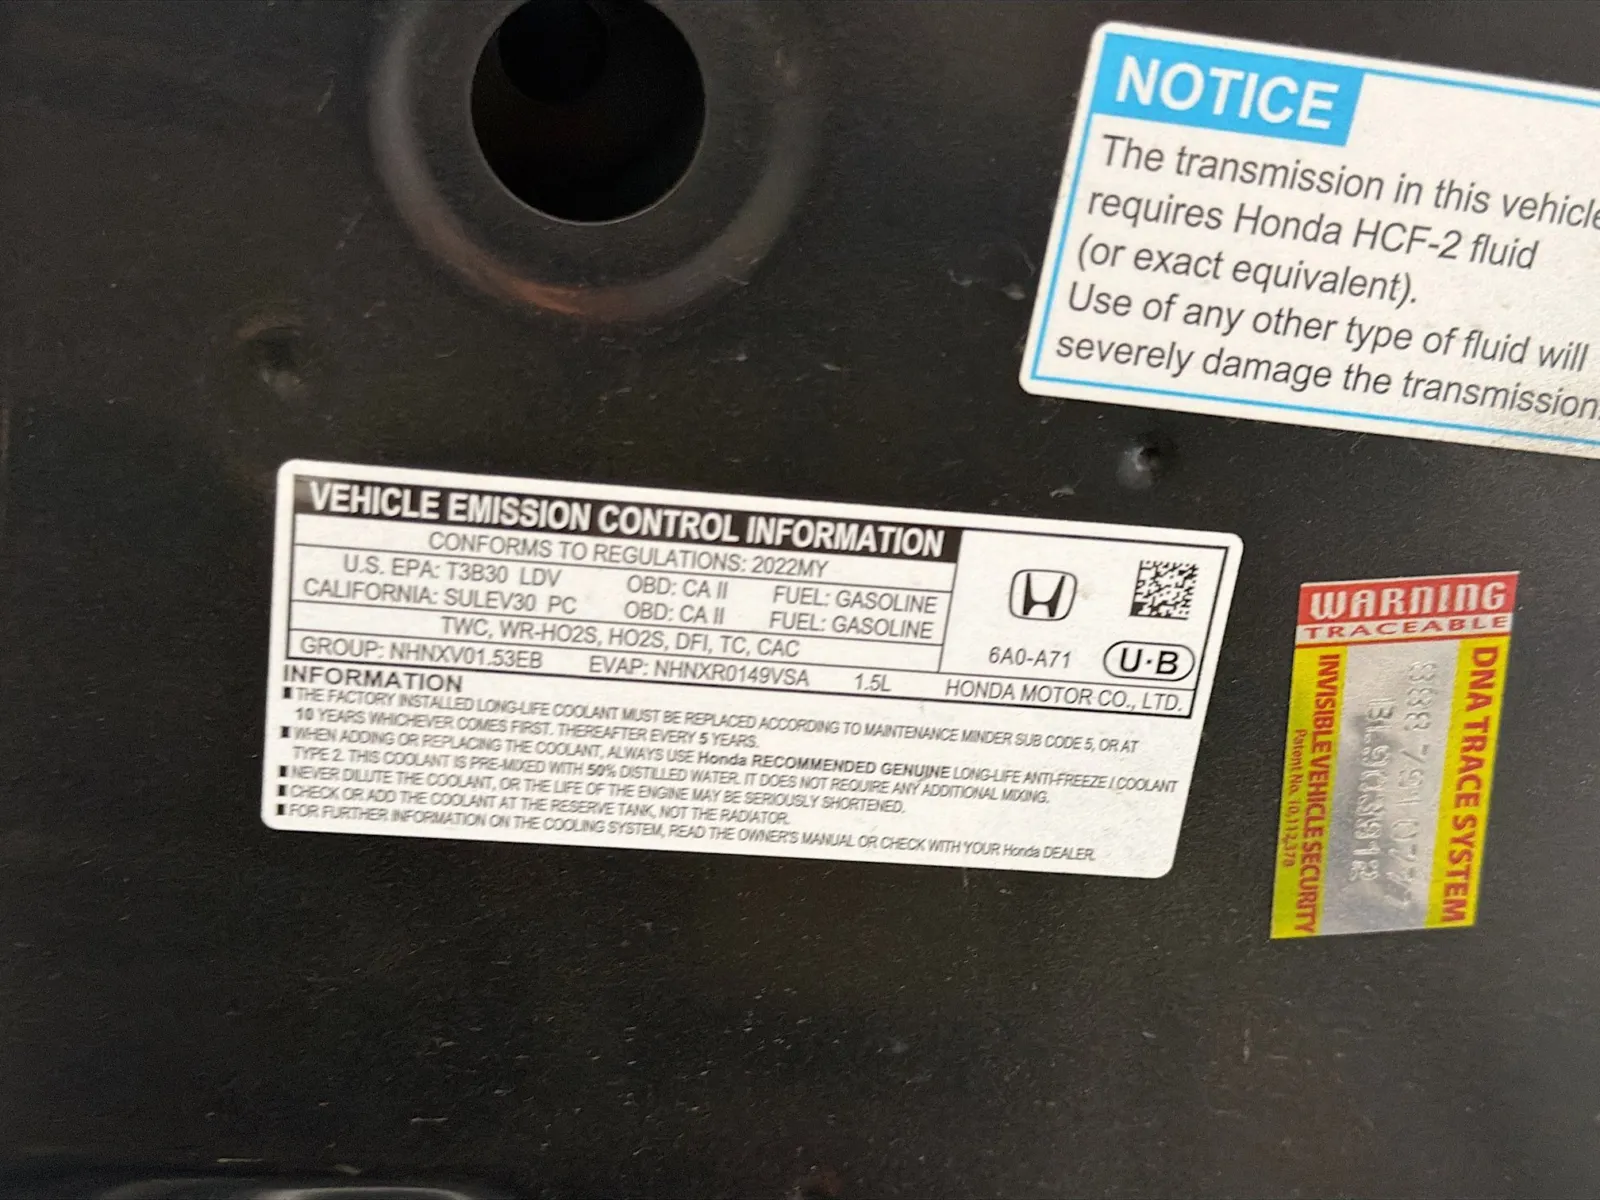 NOTICE
The transmission in this vehicle
requires Honda HCF-2 fluid
(or exact equivalent).
Use of any other type of fluid will
severely damage the transmission.
VEHICLE EMISSION CONTROL INFORMATION
CONFORMS TO REGULATIONS: 2022MY
U.S. EPA: T3B30 LDV OBD: CA II FUEL: GASOLINE
CALIFORNIA: SULEV30 PC OBD: CA II FUEL: GASOLINE
TWC, WR-HO2S, HO2S, DFI, TC, CAC
GROUP: NHNXV01.53EB EVAP: NHNXR0149VSA 1.5L HONDA MOTOR CO., LTD.
6A0-A71 U·B
INFORMATION
THE FACTORY INSTALLED LONG-LIFE COOLANT MUST BE REPLACED ACCORDING TO MAINTENANCE MINDER SUB CODE 5, OR AT
10 YEARS WHICHEVER COMES FIRST. THEREAFTER EVERY 5 YEARS.
WHEN ADDING OR REPLACING THE COOLANT, ALWAYS USE Honda RECOMMENDED GENUINE LONG-LIFE ANTI-FREEZE / COOLANT
TYPE 2. THIS COOLANT IS PRE-MIXED WITH 50% DISTILLED WATER. IT DOES NOT REQUIRE ANY ADDITIONAL MIXING.
NEVER DILUTE THE COOLANT, OR THE LIFE OF THE ENGINE MAY BE SERIOUSLY SHORTENED.
CHECK OR ADD THE COOLANT AT THE RESERVE TANK, NOT THE RADIATOR.
FOR FURTHER INFORMATION ON THE COOLING SYSTEM, READ THE OWNER'S MANUAL OR CHECK WITH YOUR Honda DEALER.
WARNING
TRACEABLE
DNA TRACE SYSTEM
INVISIBLE VEHICLE SECURITY
Patent No. 10,112,378